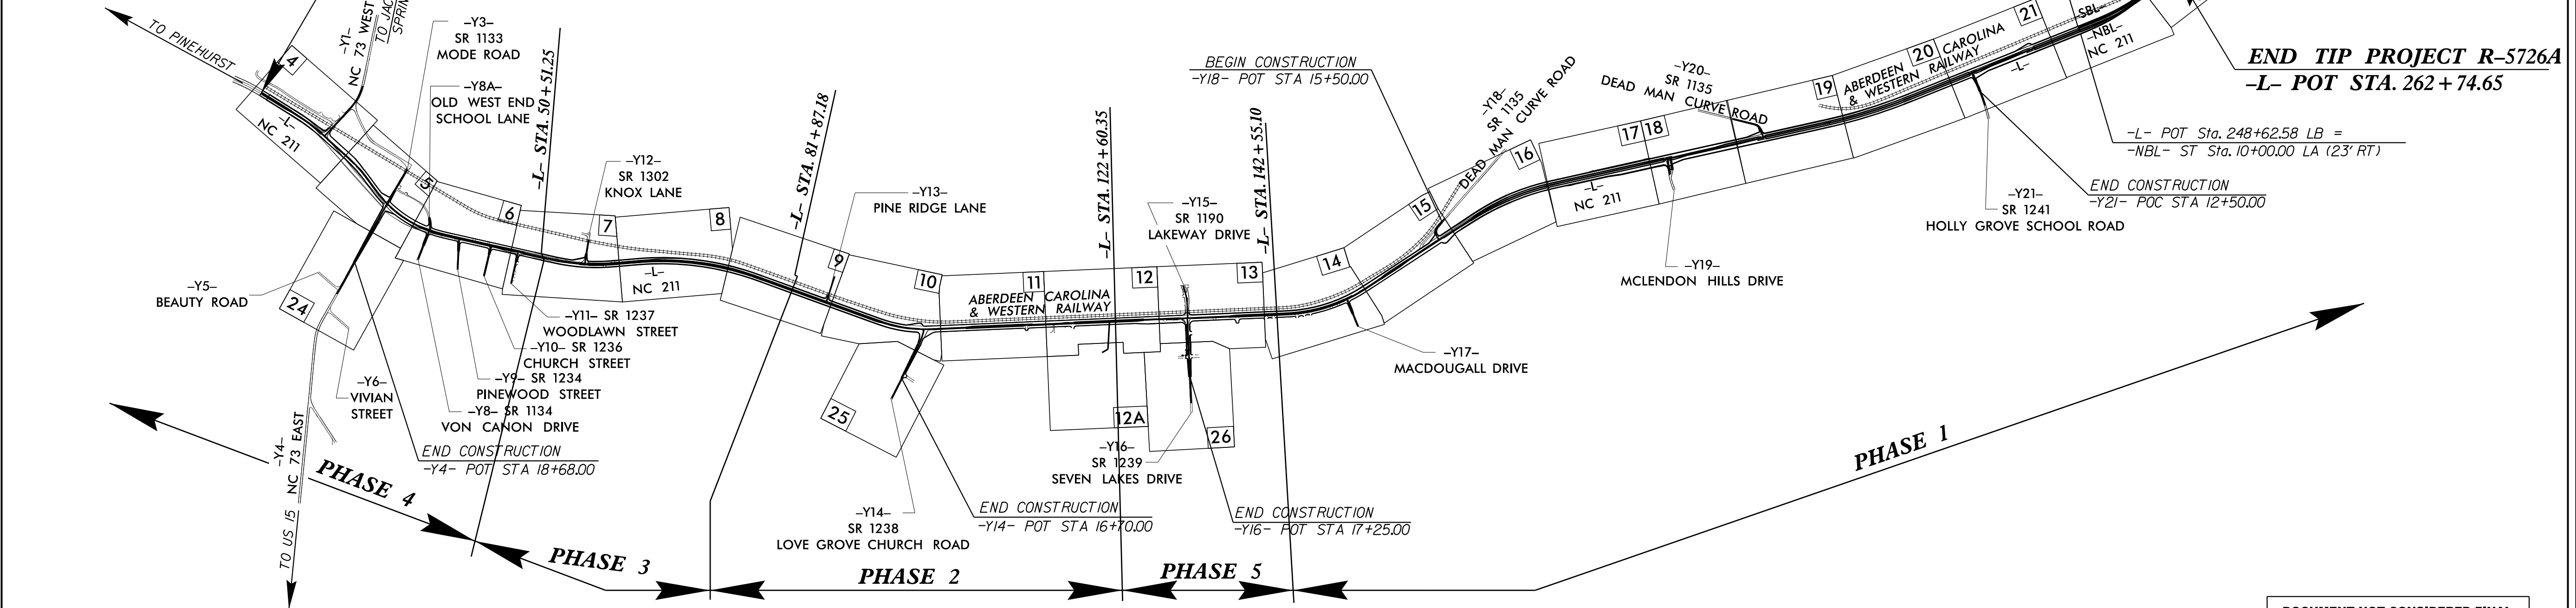 TO PINEHURST
4
-L-
NC 211
-Y1-
NC 73 WEST
-Y3-
SR 1133
MODE ROAD
-Y8A-
OLD WEST END
SCHOOL LANE
-L- STA. 50+51.25
5
6
-Y12-
SR 1302
KNOX LANE
7
8
-L-
NC 211
-L- STA. 81+87.18
-Y13-
PINE RIDGE LANE
9
10
ABERDEEN CAROLINA
& WESTERN RAILWAY
11
-L- STA. 122+60.35
12
-Y15-
SR 1190
LAKEWAY DRIVE
13
-L- STA. 142+55.10
BEGIN CONSTRUCTION
-Y18- POT STA 15+50.00
14
15
-Y18-
SR 1135
DEAD MAN CURVE ROAD
16
-L-
NC 211
17
18
-Y20-
SR 1135
DEAD MAN CURVE ROAD
19
ABERDEEN CAROLINA
& WESTERN RAILWAY
20
21
-L-
-SBL-
-NBL-
NC 211
END TIP PROJECT R-5726A
-L- POT STA. 262+74.65
-L- POT Sta. 248+62.58 LB =
-NBL- ST Sta. 10+00.00 LA (23' RT)
END CONSTRUCTION
-Y21- POC STA 12+50.00
-Y21-
SR 1241
HOLLY GROVE SCHOOL ROAD
-Y19-
MCLENDON HILLS DRIVE
-Y17-
MACDOUGALL DRIVE
-Y5-
BEAUTY ROAD
24
-Y6-
VIVIAN
STREET
-Y11- SR 1237
WOODLAWN STREET
-Y10- SR 1236
CHURCH STREET
-Y9- SR 1234
PINEWOOD STREET
-Y8- SR 1134
VON CANON DRIVE
END CONSTRUCTION
-Y4- POT STA 18+68.00
-Y4-
NC 73 EAST
TO US 15
25
-Y14-
SR 1238
LOVE GROVE CHURCH ROAD
END CONSTRUCTION
-Y14- POT STA 16+70.00
12A
26
-Y16-
SR 1239
SEVEN LAKES DRIVE
END CONSTRUCTION
-Y16- POT STA 17+25.00
PHASE 4
PHASE 3
PHASE 2
PHASE 5
PHASE 1